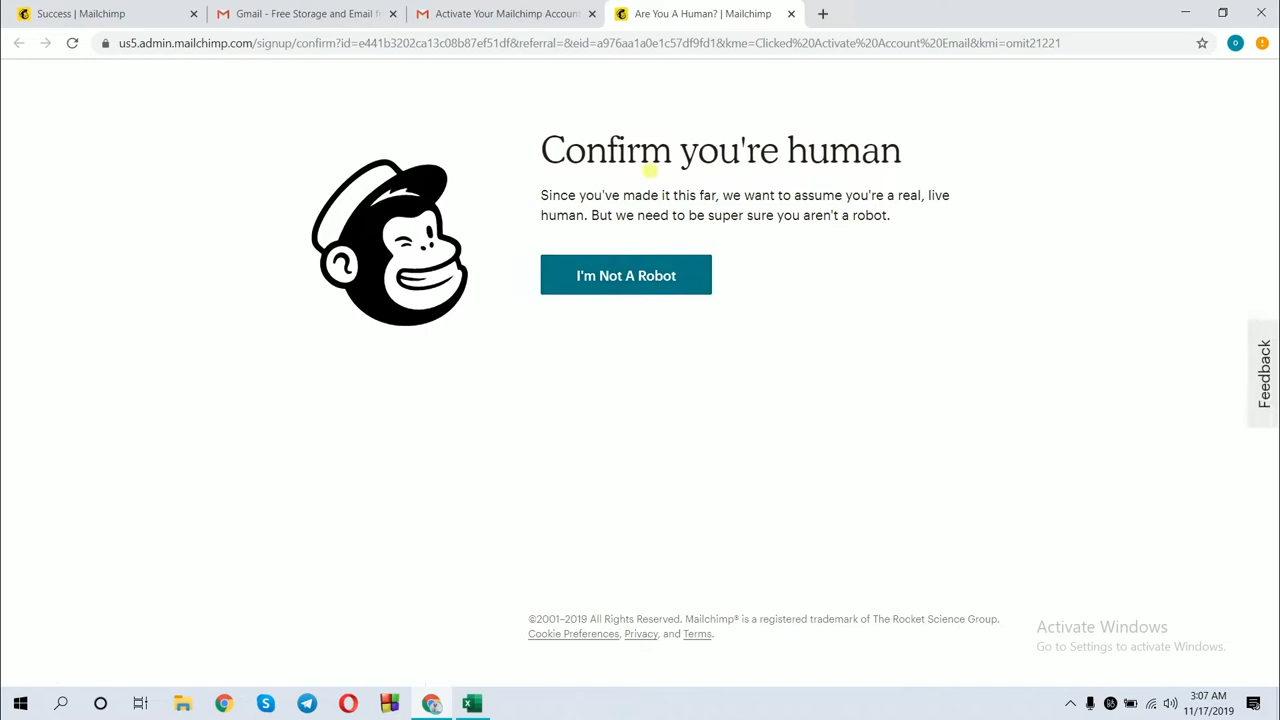 Success | Mailchimp
Gmail - Free Storage and Email f
Activate Your Mailchimp Account
Are You A Human? | Mailchimp
us5.admin.mailchimp.com/signup/confirm?id=e441b3202ca13c08b87ef51df&referral=&eid=a976aa1a0e1c57df9fd1&kme=Clicked%20Activate%20Account%20Email&kmi=omit21221
Confirm you're human
Since you've made it this far, we want to assume you're a real, live
human. But we need to be super sure you aren't a robot.
I'm Not A Robot
Feedback
©2001–2019 All Rights Reserved. Mailchimp® is a registered trademark of The Rocket Science Group.
Cookie Preferences, Privacy, and Terms.
Activate Windows
Go to Settings to activate Windows.
3:07 AM
11/17/2019